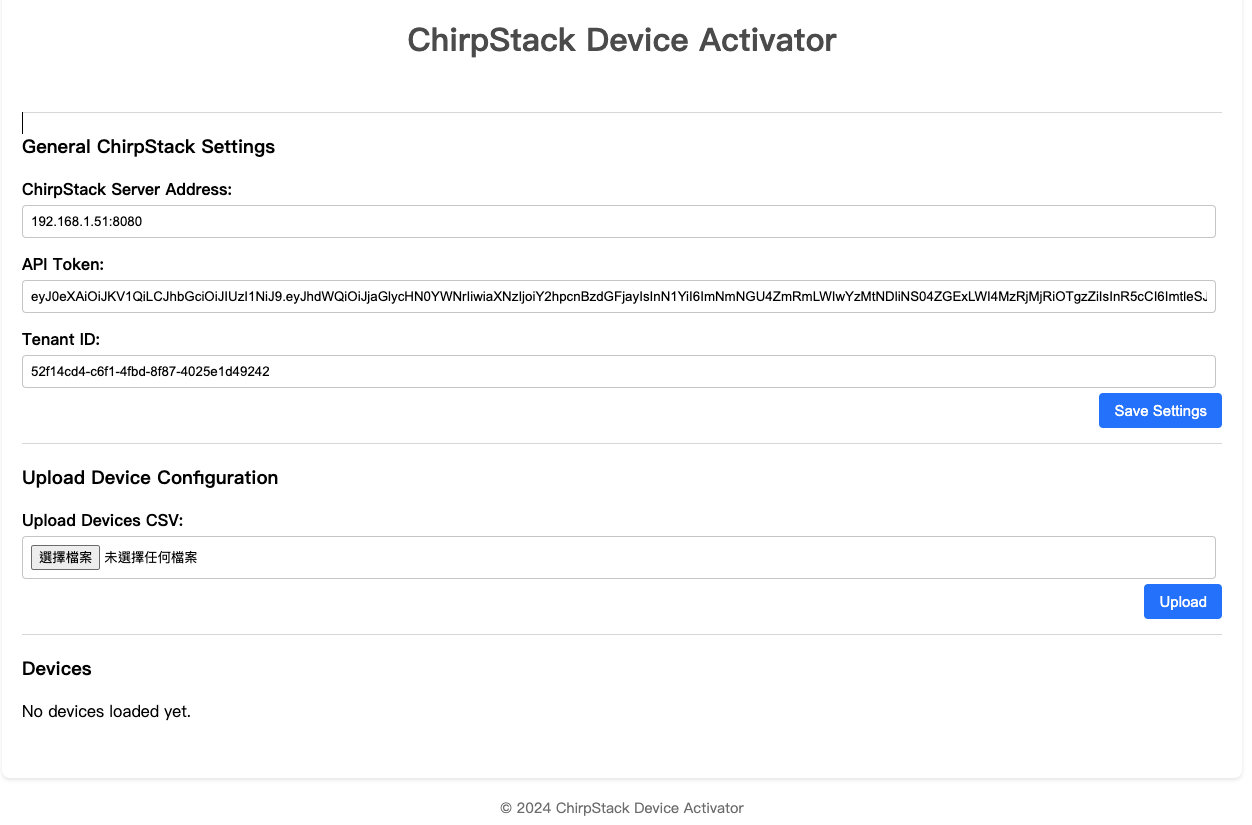 ChirpStack Device Activator
General ChirpStack Settings
ChirpStack Server Address:
192.168.1.51:8080
API Token:
eyJ0eXAiOiJKV1QiLCJhbGciOiJIUzI1NiJ9.eyJhdWQiOiJjaGlycHN0YWNrIiwiaXNzIjoiY2hpcnBzdGFjayIsInN1YiI6ImNmNGU4ZmRmLWIwYzMtNDliNS04ZGExLWI4MzRjMjRiOTgzZiIsInR5cCI6ImtleSJ
Tenant ID:
52f14cd4-c6f1-4fbd-8f87-4025e1d49242
Save Settings
Upload Device Configuration
Upload Devices CSV:
選擇檔案 未選擇任何檔案
Upload
Devices
No devices loaded yet.
© 2024 ChirpStack Device Activator